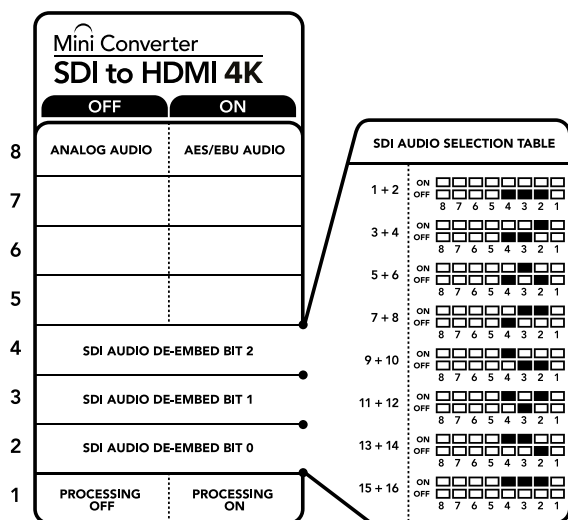 Mini Converter
SDI to HDMI 4K
OFF ON
8 ANALOG AUDIO AES/EBU AUDIO
7
6
5
4 SDI AUDIO DE-EMBED BIT 2
3 SDI AUDIO DE-EMBED BIT 1
2 SDI AUDIO DE-EMBED BIT 0
1 PROCESSING OFF PROCESSING ON
SDI AUDIO SELECTION TABLE
1 + 2 ON
OFF
8 7 6 5 4 3 2 1
3 + 4 ON
OFF
8 7 6 5 4 3 2 1
5 + 6 ON
OFF
8 7 6 5 4 3 2 1
7 + 8 ON
OFF
8 7 6 5 4 3 2 1
9 + 10 ON
OFF
8 7 6 5 4 3 2 1
11 + 12 ON
OFF
8 7 6 5 4 3 2 1
13 + 14 ON
OFF
8 7 6 5 4 3 2 1
15 + 16 ON
OFF
8 7 6 5 4 3 2 1